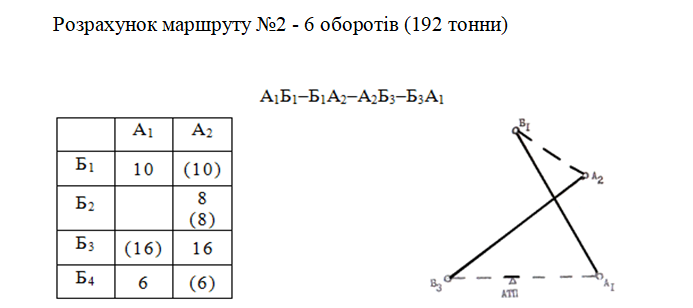 Розрахунок маршруту №2 - 6 оборотів (192 тонни)
А1Б1–Б1А2–А2Б3–Б3А1
А1 А2
Б1 10 (10)
Б2 8
(8)
Б3 (16) 16
Б4 6 (6)
Б1
А2
Б3
АТП
А1